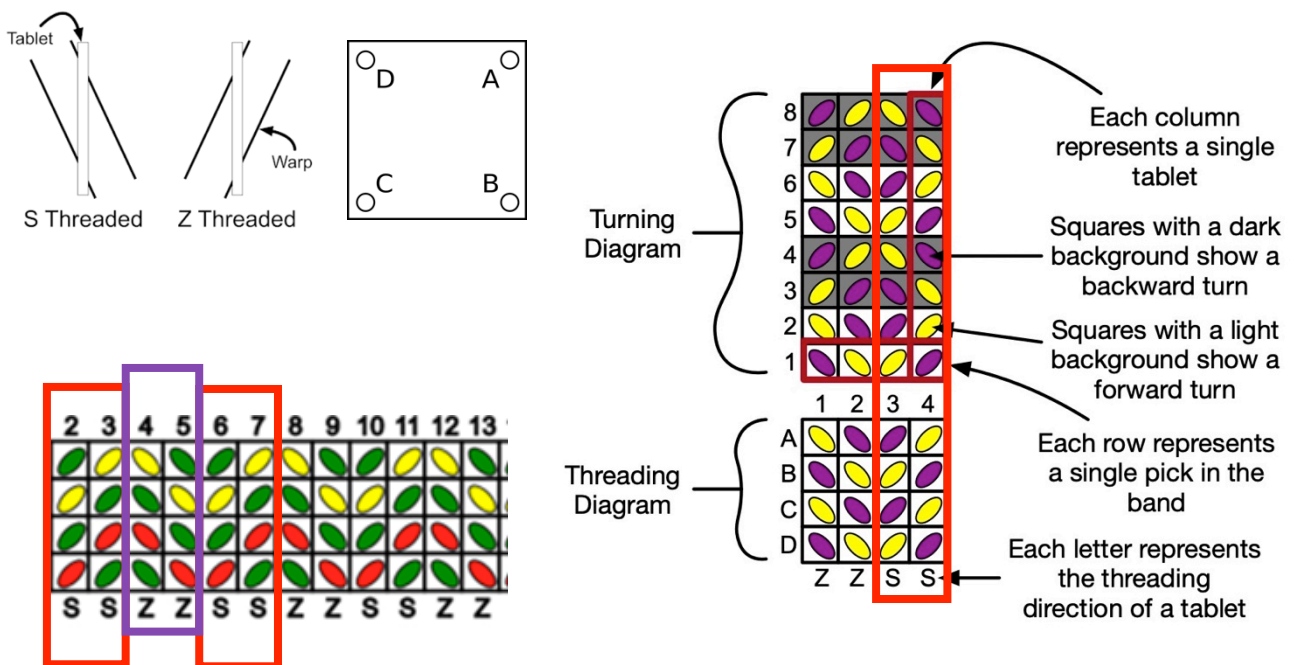 Tablet
Warp
S Threaded
Z Threaded
D A
C B
2 3 4 5 6 7 8 9 10 11 12 13
S S Z Z S S Z Z S S Z Z
Turning
Diagram
8
7
6
5
4
3
2
1
1 2 3 4
Threading
Diagram
A
B
C
D
Z Z S S
Each column
represents a single
tablet
Squares with a dark
background show a
backward turn
Squares with a light
background show a
forward turn
Each row represents
a single pick in the
band
Each letter represents
the threading
direction of a tablet